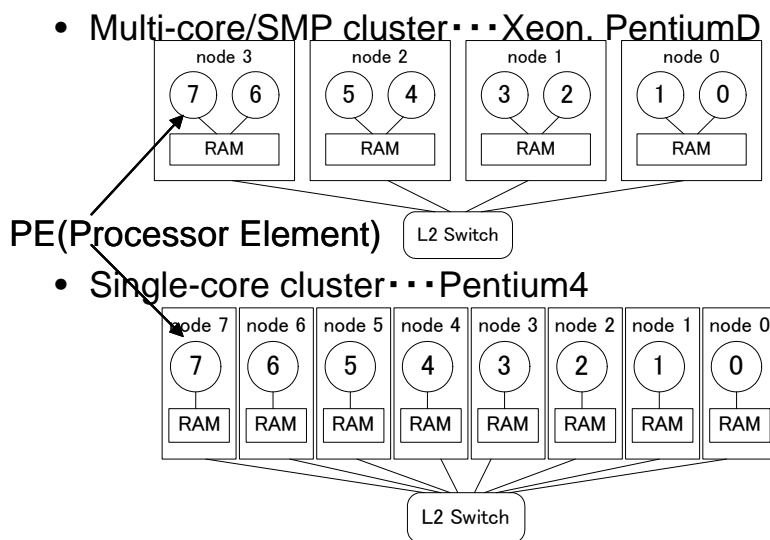 • Multi-core/SMP cluster・・・Xeon, PentiumD
node 3 node 2 node 1 node 0
7 6 5 4 3 2 1 0
RAM RAM RAM RAM
PE(Processor Element)
L2 Switch
• Single-core cluster・・・Pentium4
node 7 node 6 node 5 node 4 node 3 node 2 node 1 node 0
7 6 5 4 3 2 1 0
RAM RAM RAM RAM RAM RAM RAM RAM
L2 Switch